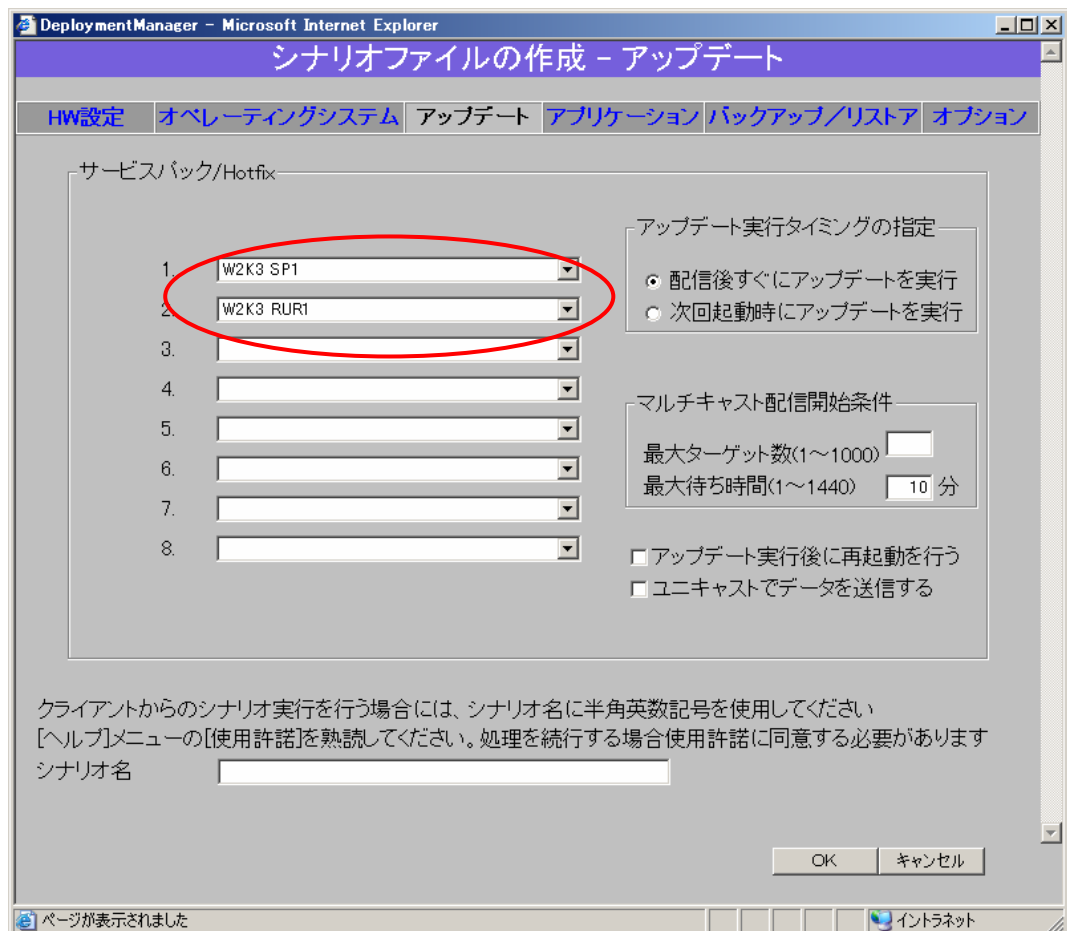 DeploymentManager - Microsoft Internet Explorer
シナリオファイルの作成 - アップデート
HW設定 オペレーティングシステム アップデート アプリケーション バックアップ／リストア オプション
サービスパック/Hotfix
1. W2K3 SP1
2. W2K3 RUR1
3.
4.
5.
6.
7.
8.
アップデート実行タイミングの指定
配信後すぐにアップデートを実行
次回起動時にアップデートを実行
マルチキャスト配信開始条件
最大ターゲット数(1～1000)
最大待ち時間(1～1440) 10 分
アップデート実行後に再起動を行う
ユニキャストでデータを送信する
クライアントからのシナリオ実行を行う場合には、シナリオ名に半角英数記号を使用してください
[ヘルプ]メニューの[使用許諾]を熟読してください。処理を続行する場合使用許諾に同意する必要があります
シナリオ名
OK キャンセル
ページが表示されました イントラネット